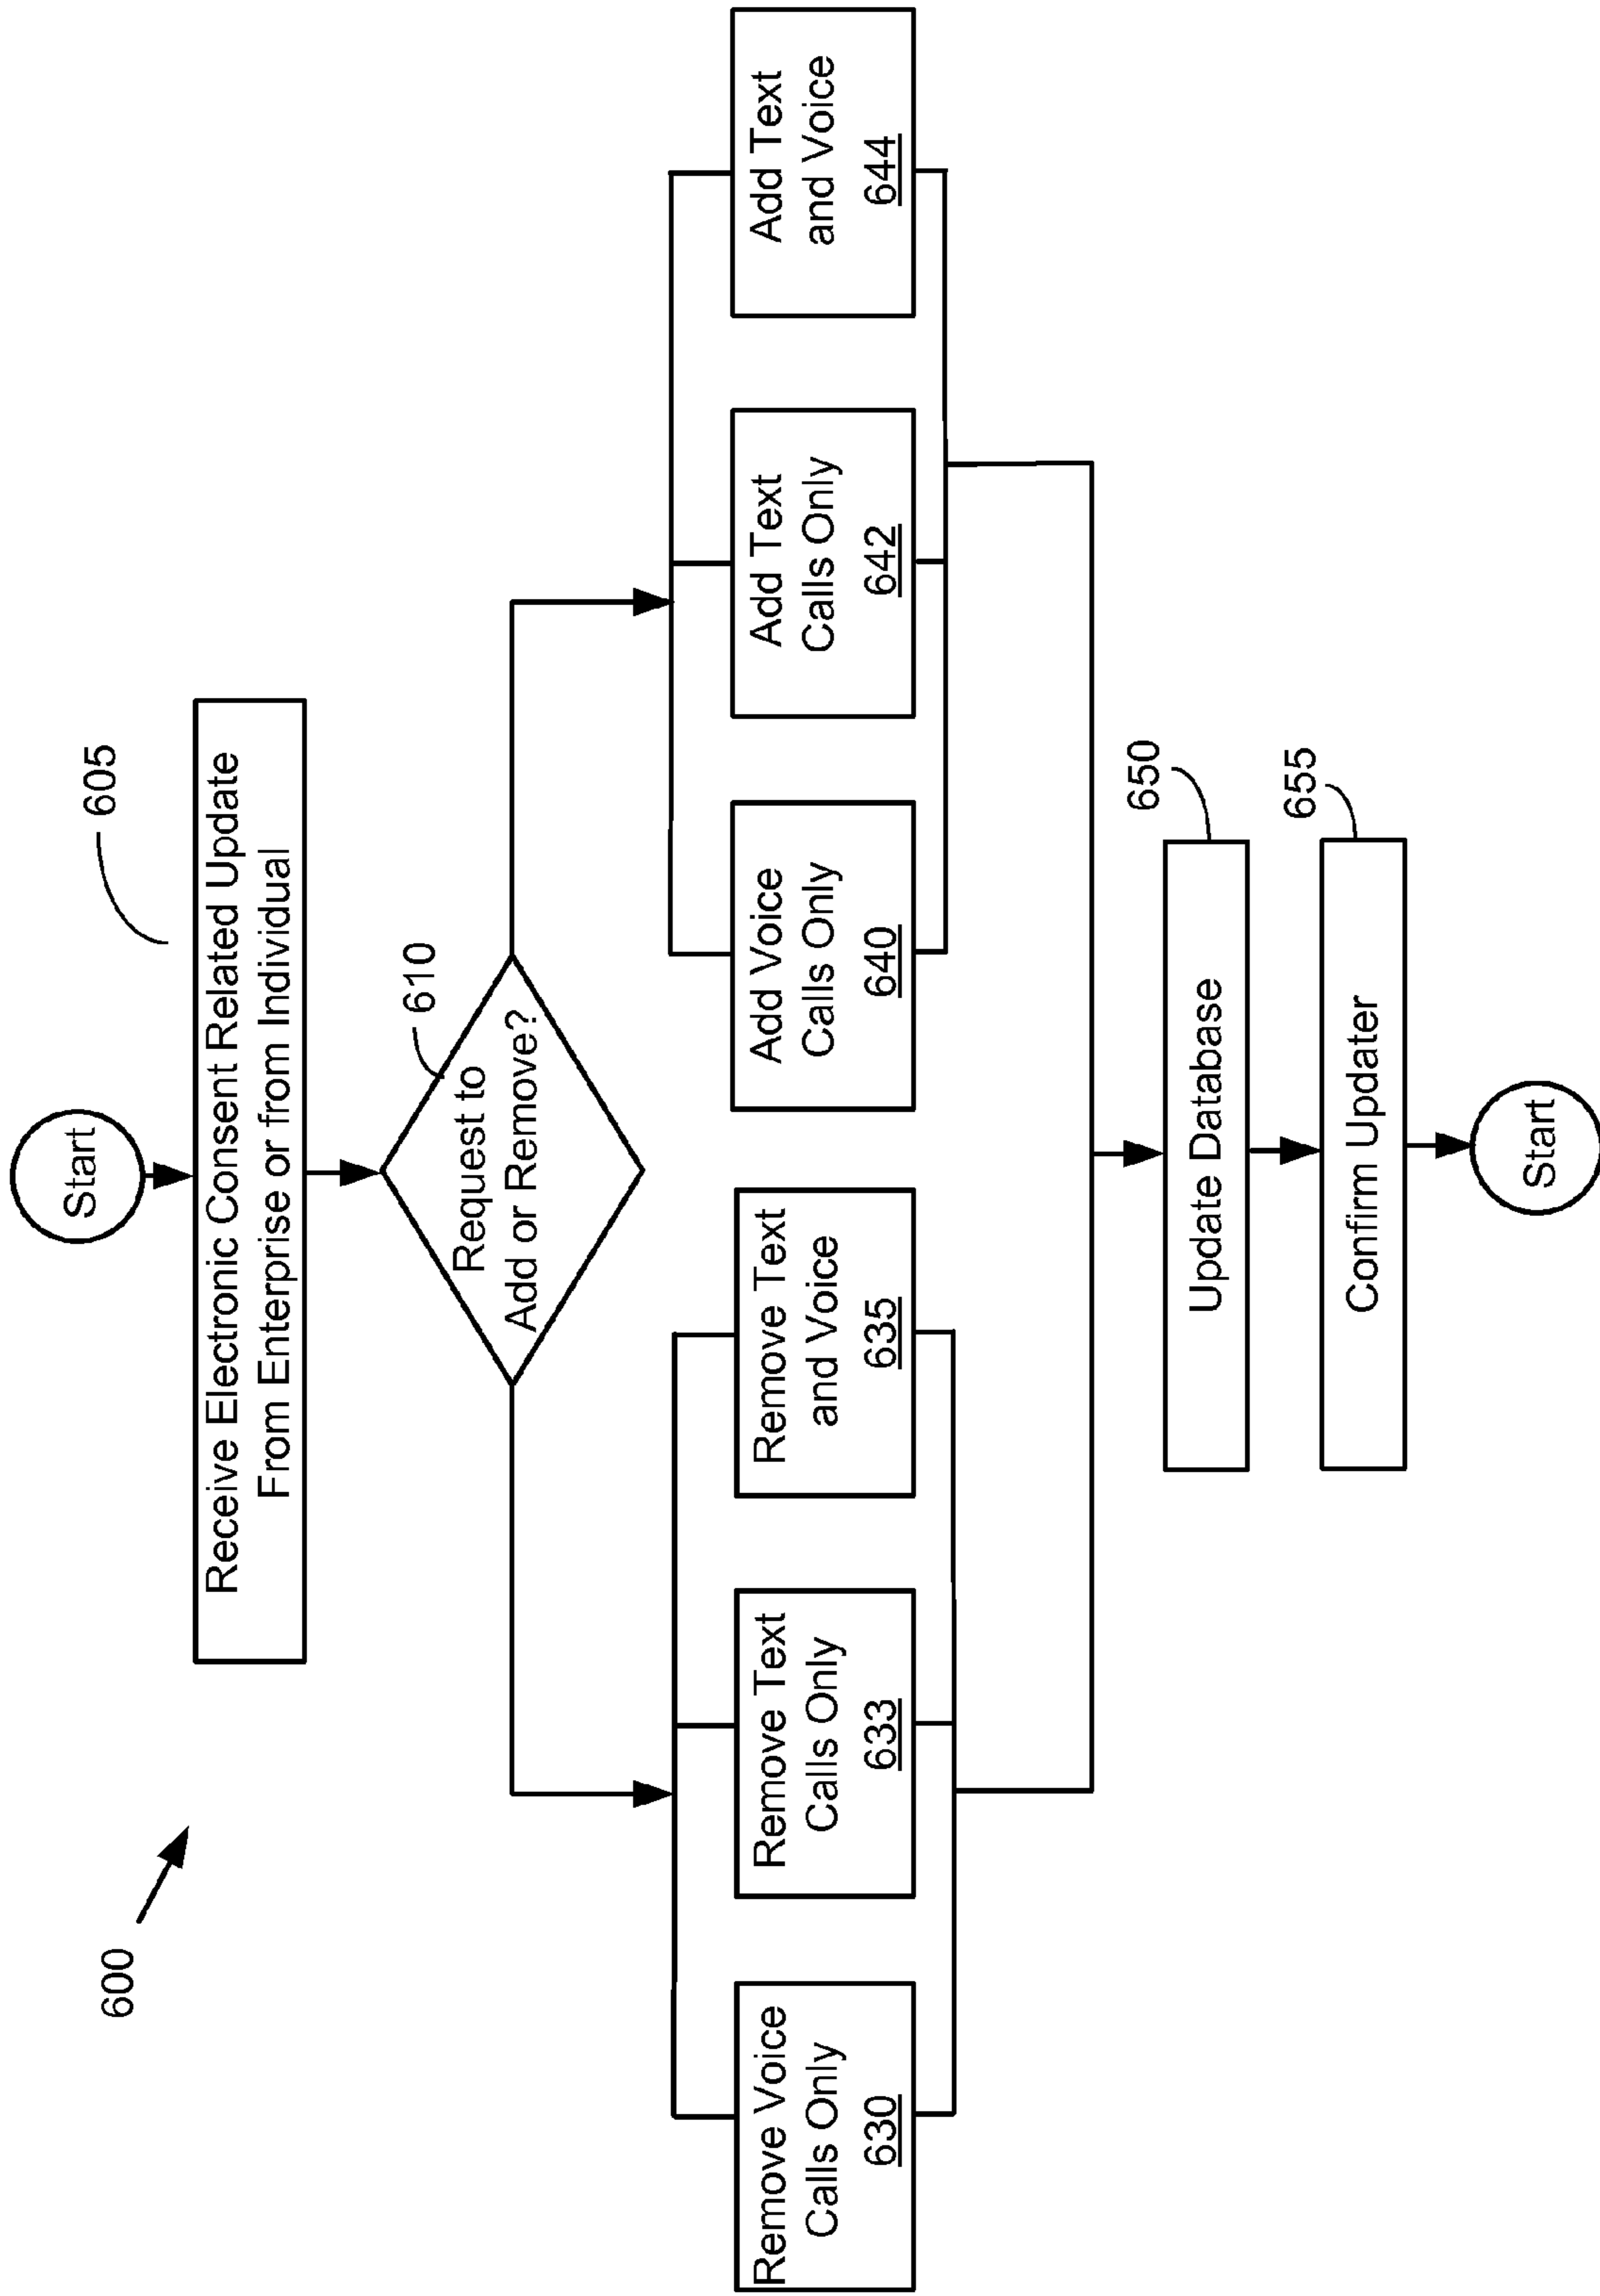 600
Start
605
Receive Electronic Consent Related Update
From Enterprise or from Individual
610
Request to
Add or Remove?
Remove Voice
Calls Only
630
Remove Text
Calls Only
633
Remove Text
and Voice
635
Add Voice
Calls Only
640
Add Text
Calls Only
642
Add Text
and Voice
644
650
Update Database
655
Confirm Updater
Start